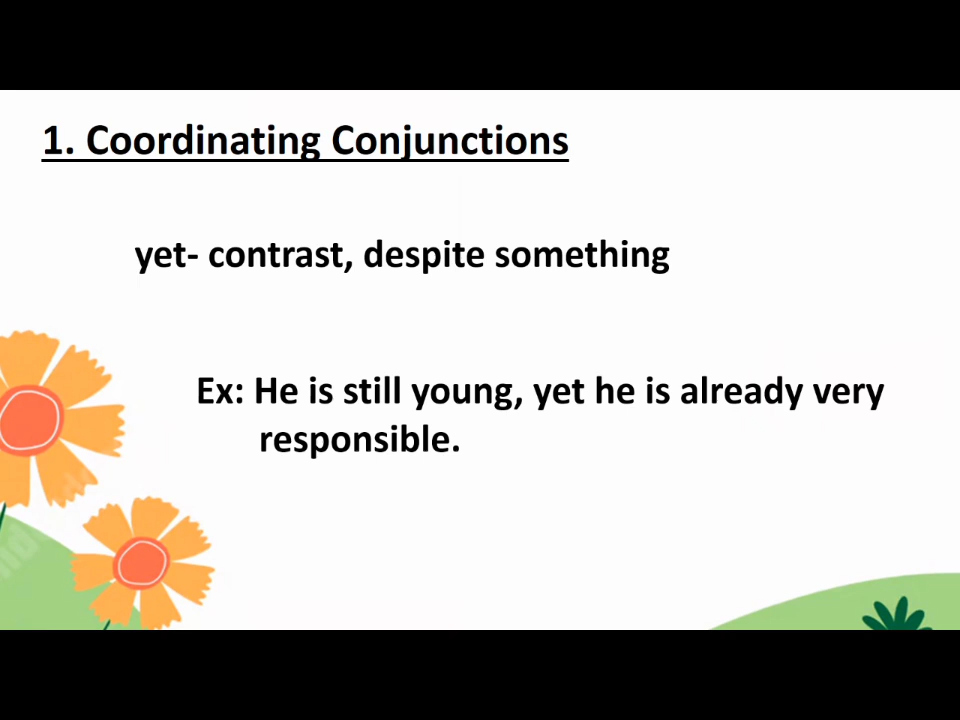 1. Coordinating Conjunctions
yet- contrast, despite something
Ex: He is still young, yet he is already very
responsible.